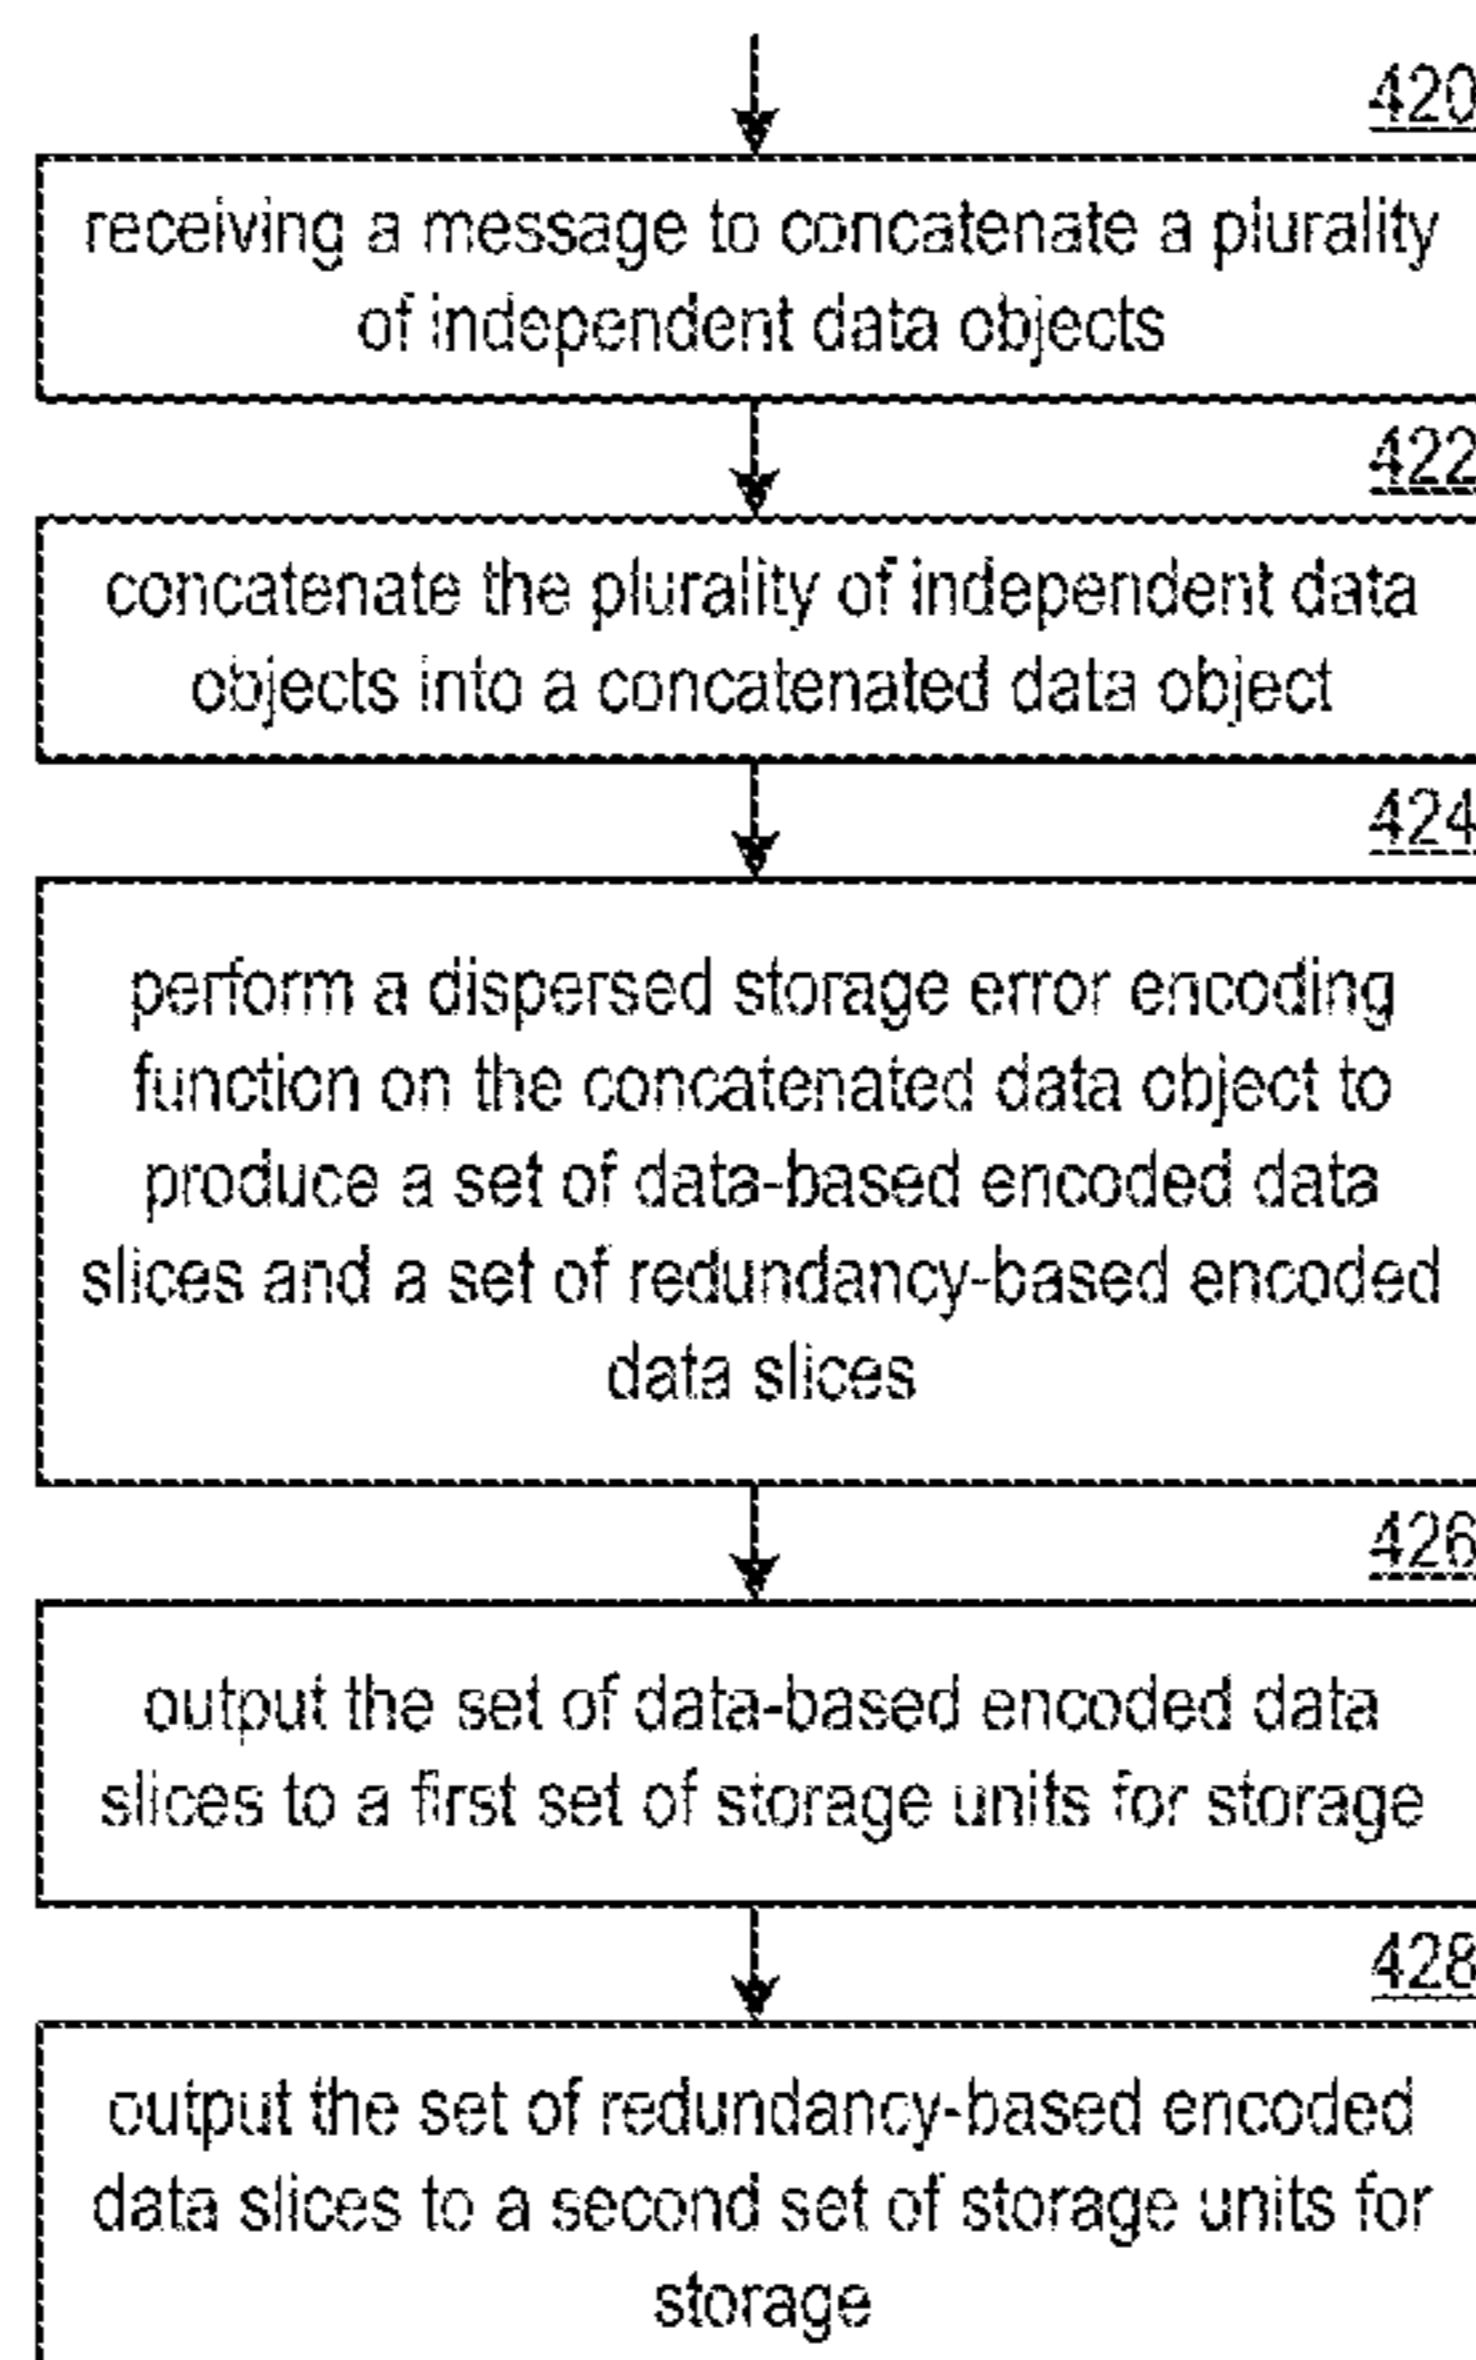 420
receiving a message to concatenate a plurality
of independent data objects
422
concatenate the plurality of independent data
objects into a concatenated data object
424
perform a dispersed storage error encoding
function on the concatenated data object to
produce a set of data-based encoded data
slices and a set of redundancy-based encoded
data slices
426
output the set of data-based encoded data
slices to a first set of storage units for storage
428
output the set of redundancy-based encoded
data slices to a second set of storage units for
storage